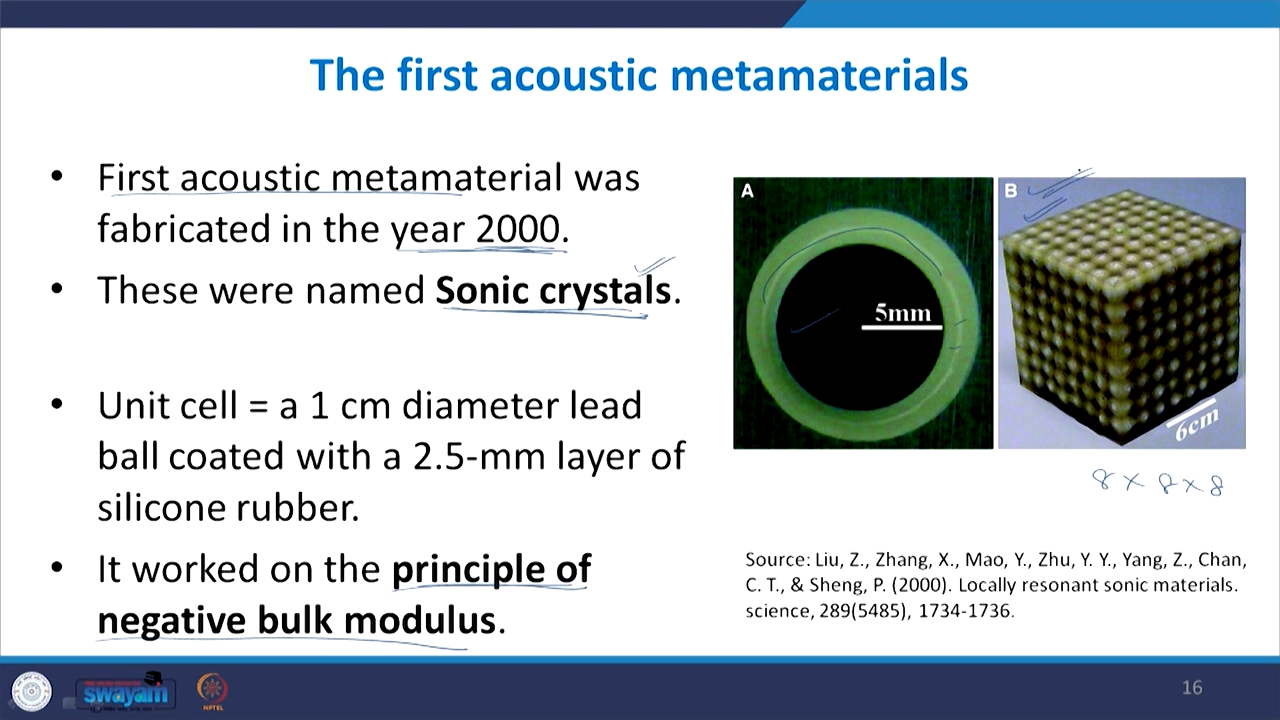 The first acoustic metamaterials
• First acoustic metamaterial was
fabricated in the year 2000.
• These were named Sonic crystals.
• Unit cell = a 1 cm diameter lead
ball coated with a 2.5-mm layer of
silicone rubber.
• It worked on the principle of
negative bulk modulus.
A
5mm
B
6cm
8 × 8 × 8
Source: Liu, Z., Zhang, X., Mao, Y., Zhu, Y. Y., Yang, Z., Chan,
C. T., & Sheng, P. (2000). Locally resonant sonic materials.
science, 289(5485), 1734-1736.
swayam
NPTEL
16